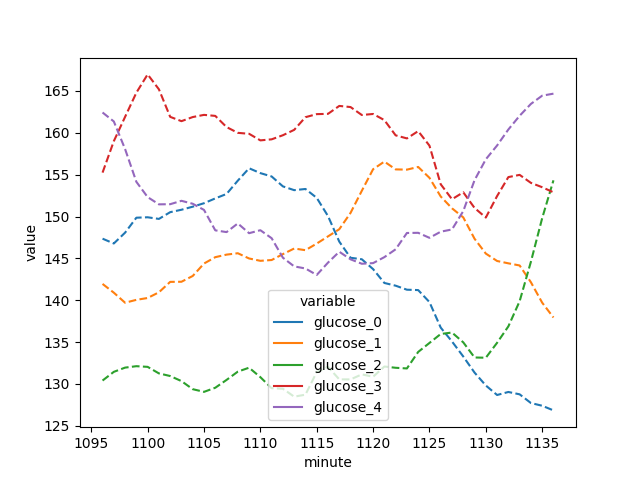 165
160
155
150
145
140
135
130
125
value
1095
1100
1105
1110
1115
1120
1125
1130
1135
minute
variable
glucose_0
glucose_1
glucose_2
glucose_3
glucose_4